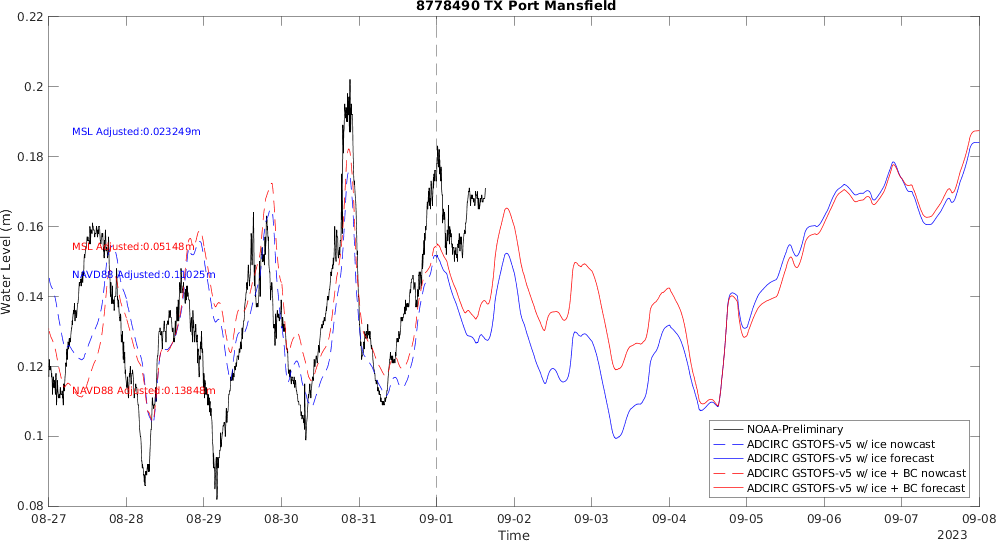 8778490 TX Port Mansfield
0.22
0.2
0.18
0.16
0.14
0.12
0.1
0.08
Water Level (m)
MSL Adjusted:0.023249m
MSL Adjusted:0.05148m
NAVD88 Adjusted:0.11025m
NAVD88 Adjusted:0.13848m
NOAA-Preliminary
ADCIRC GSTOFS-v5 w/ ice nowcast
ADCIRC GSTOFS-v5 w/ ice forecast
ADCIRC GSTOFS-v5 w/ ice + BC nowcast
ADCIRC GSTOFS-v5 w/ ice + BC forecast
08-27 08-28 08-29 08-30 08-31 09-01 09-02 09-03 09-04 09-05 09-06 09-07 09-08
Time
2023